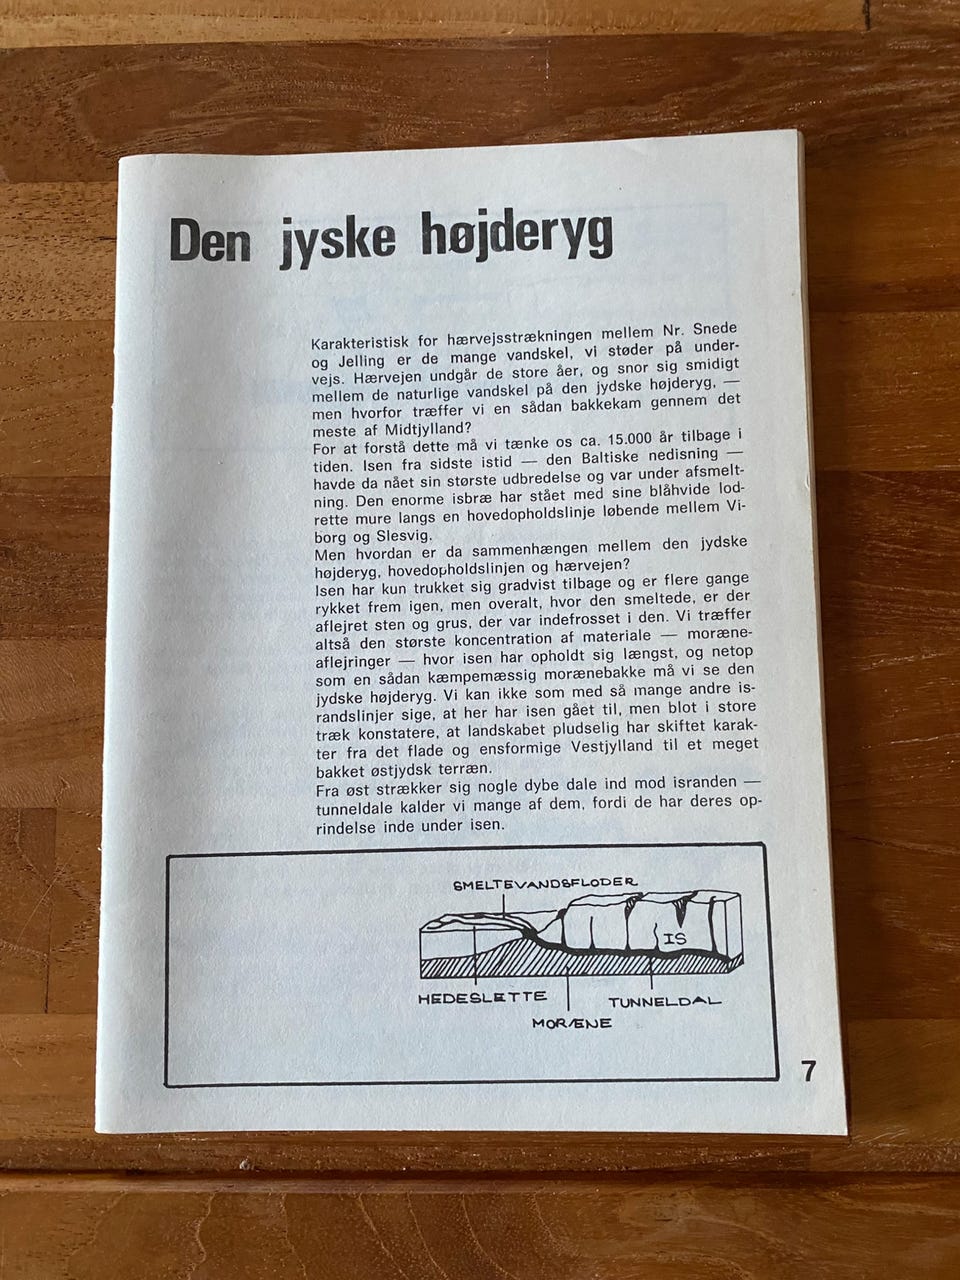 Den jyske højderyg
Karakteristisk for hærvejsstrækningen mellem Nr. Snede
og Jelling er de mange vandskel, vi støder på under-
vejs. Hærvejen undgår de store åer, og snor sig smidigt
mellem de naturlige vandskel på den jydske højderyg, —
men hvorfor træffer vi en sådan bakkekam gennem det
meste af Midtjylland?
For at forstå dette må vi tænke os ca. 15.000 år tilbage i
tiden. Isen fra sidste istid — den Baltiske nedisning —
havde da nået sin største udbredelse og var under afsmelt-
ning. Den enorme isbræ har stået med sine blåhvide lod-
rette mure langs en hovedopholdslinje løbende mellem Vi-
borg og Slesvig.
Men hvordan er da sammenhængen mellem den jydske
højderyg, hovedopholdslinjen og hærvejen?
Isen har kun trukket sig gradvist tilbage og er flere gange
rykket frem igen, men overalt, hvor den smeltede, er der
aflejret sten og grus, der var indefrosset i den. Vi træffer
altså den største koncentration af materiale — moræne-
aflejringer — hvor isen har opholdt sig længst, og netop
som en sådan kæmpemæssig morænebakke må vi se den
jydske højderyg. Vi kan ikke som med så mange andre is-
randslinjer sige, at her har isen gået til, men blot i store
træk konstatere, at landskabet pludselig har skiftet karak-
ter fra det flade og ensformige Vestjylland til et meget
bakket østjydsk terræn.
Fra øst strækker sig nogle dybe dale ind mod isranden —
tunneldale kalder vi mange af dem, fordi de har deres op-
rindelse inde under isen.
SMELTEVANDSFLODER
IS
HEDESLETTE
TUNNELDAL
MORÆNE
7